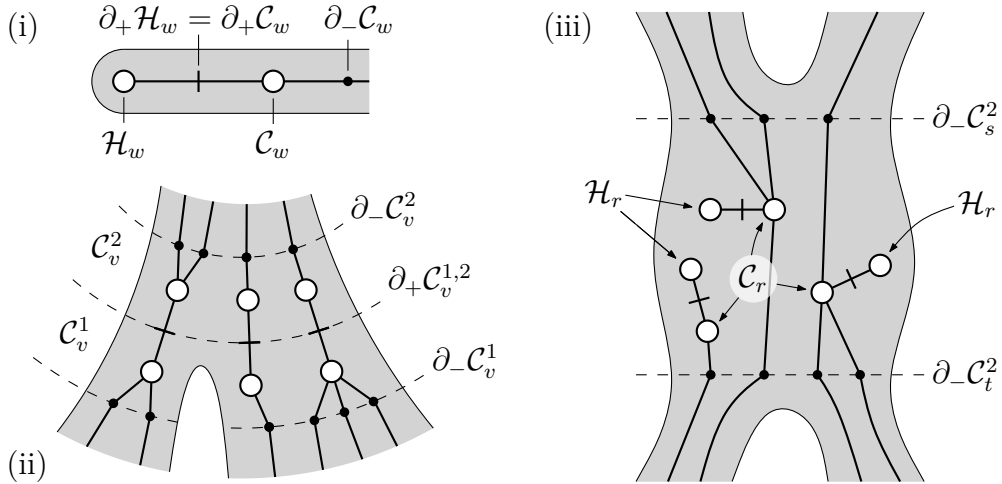 (i)
∂₊ℋ_w = ∂₊𝒞_w
∂₋𝒞_w
ℋ_w
𝒞_w
(ii)
𝒞_v^2
𝒞_v^1
∂₋𝒞_v^2
∂₊𝒞_v^{1,2}
∂₋𝒞_v^1
(iii)
∂₋𝒞_s^2
ℋ_r
ℋ_r
𝒞_r
∂₋𝒞_t^2